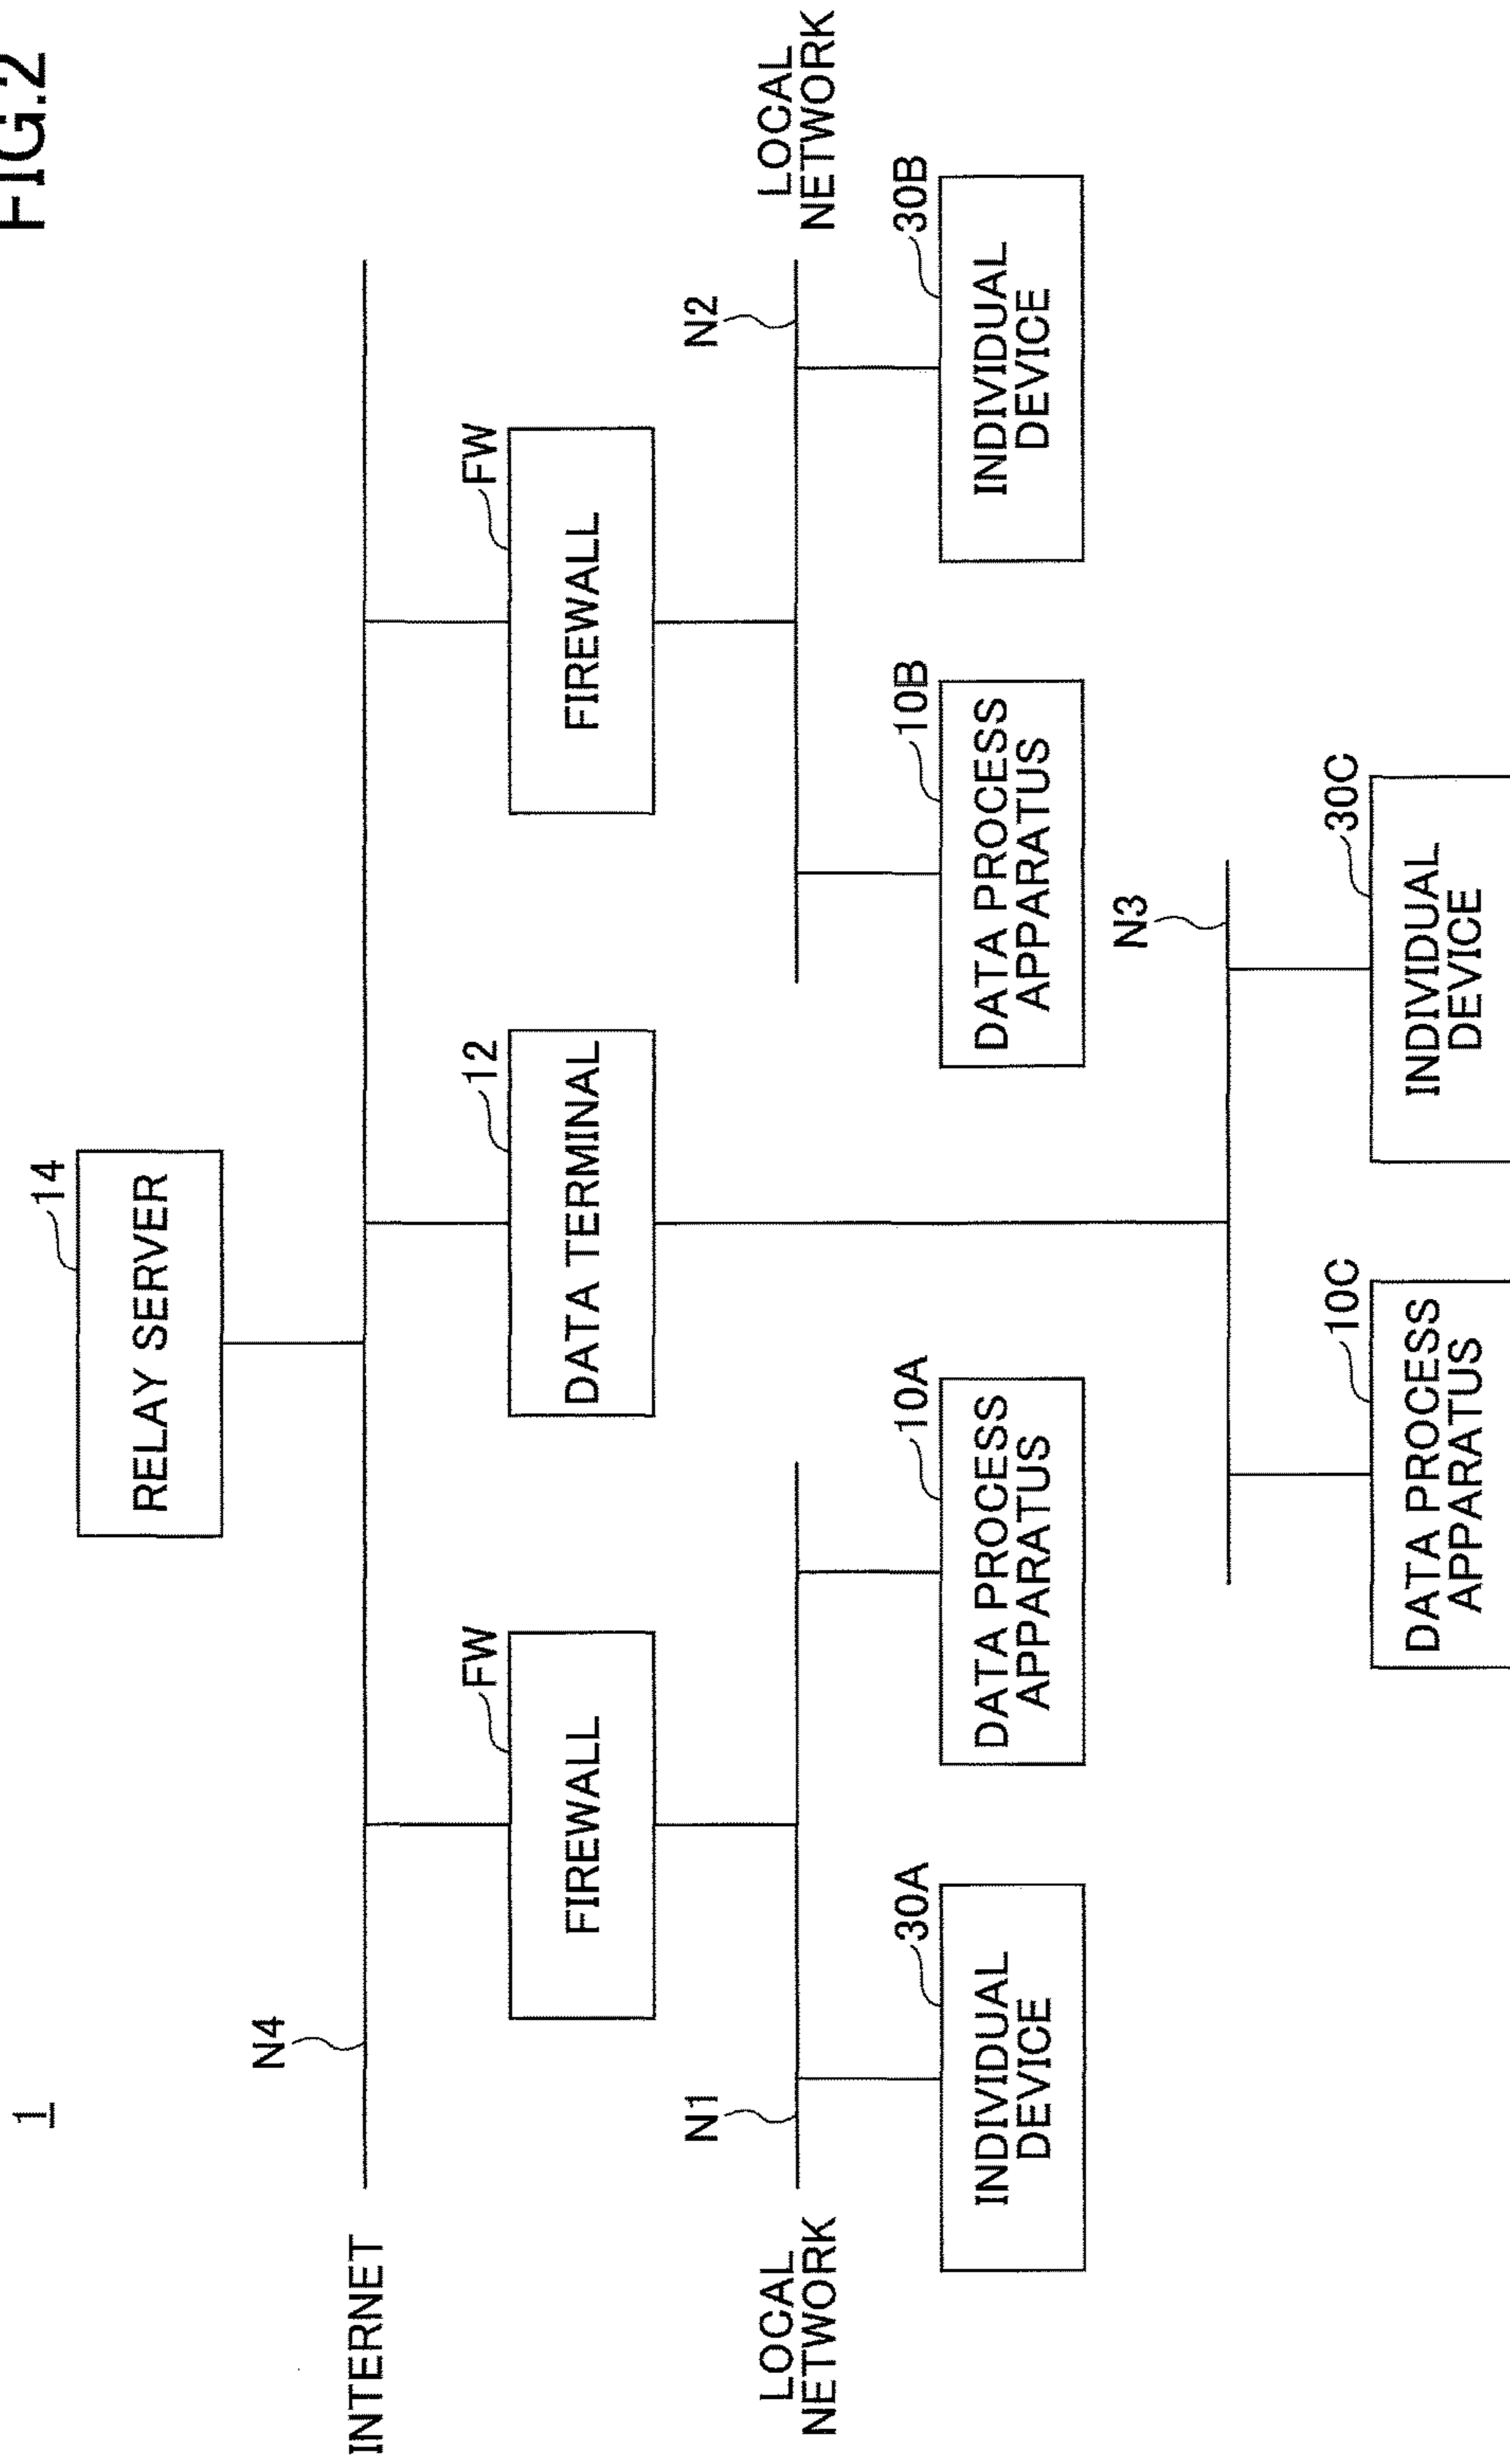 FIG.2
1
14
RELAY SERVER
N4
INTERNET
FW
FIREWALL
12
DATA TERMINAL
FW
FIREWALL
N1
LOCAL
NETWORK
N2
LOCAL
NETWORK
30A
INDIVIDUAL
DEVICE
10A
DATA PROCESS
APPARATUS
10B
DATA PROCESS
APPARATUS
30B
INDIVIDUAL
DEVICE
N3
10C
DATA PROCESS
APPARATUS
30C
INDIVIDUAL
DEVICE